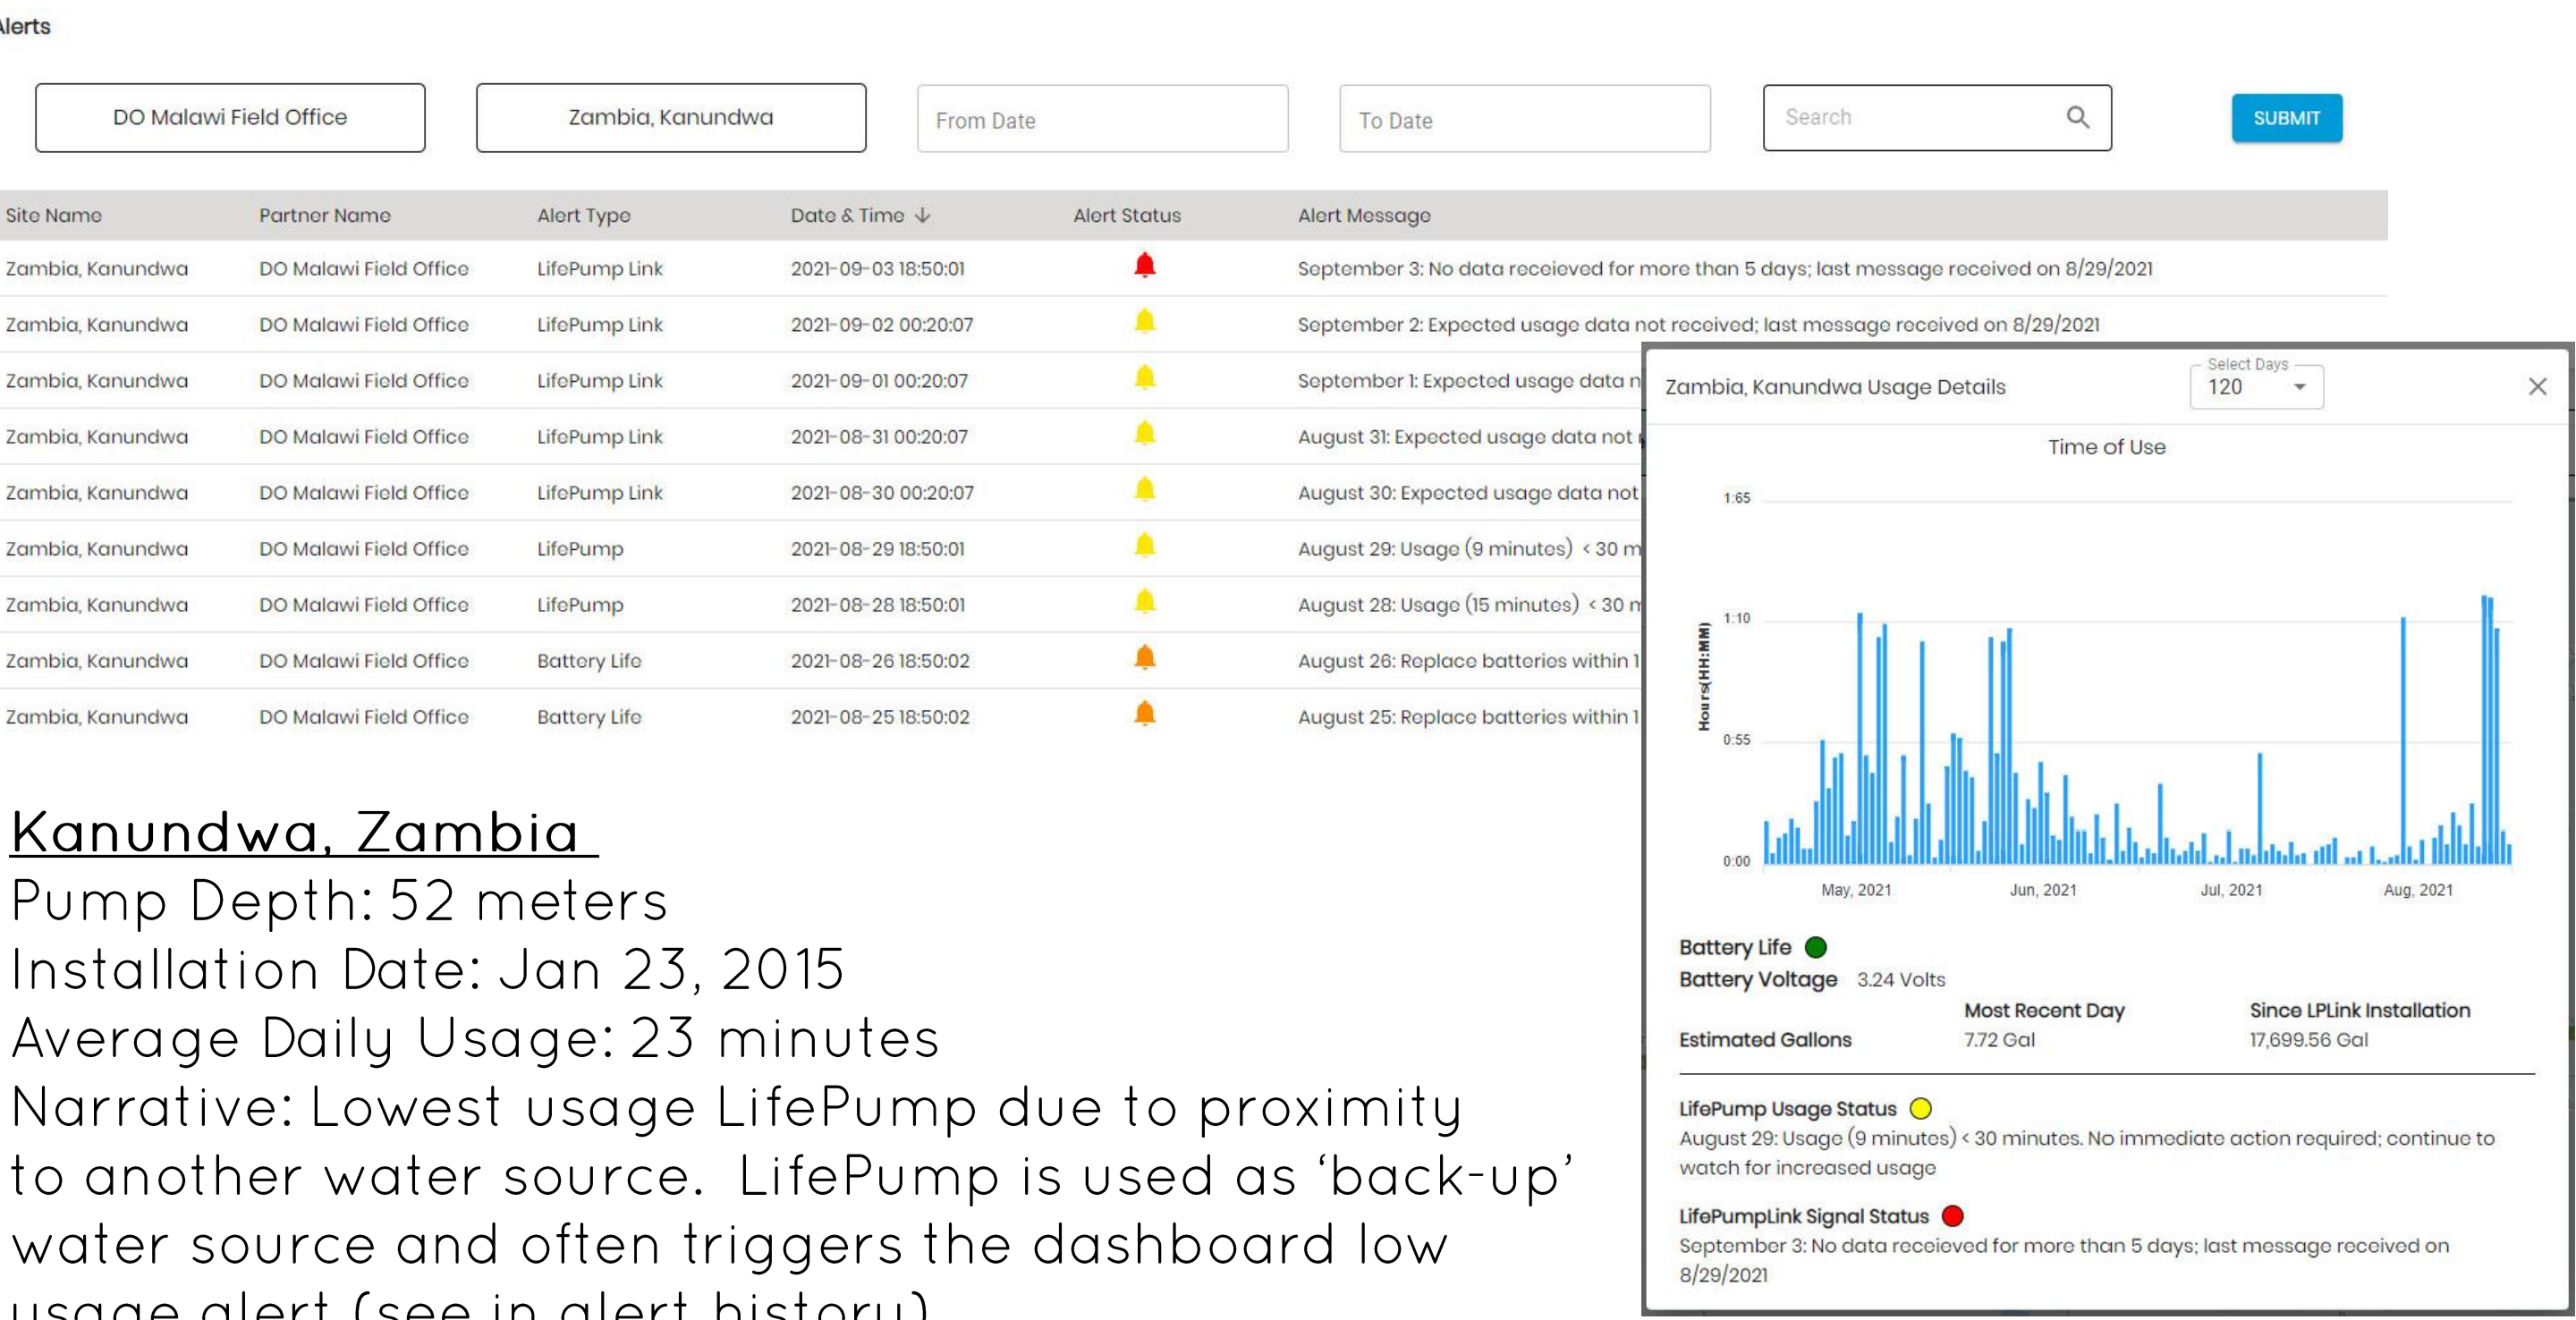 Alerts
DO Malawi Field Office
Zambia, Kanundwa
From Date
To Date
Search
SUBMIT
Site Name Partner Name Alert Type Date & Time Alert Status Alert Message
Zambia, Kanundwa DO Malawi Field Office LifePump Link 2021-09-03 18:50:01 September 3: No data receieved for more than 5 days; last message received on 8/29/2021
Zambia, Kanundwa DO Malawi Field Office LifePump Link 2021-09-02 00:20:07 September 2: Expected usage data not received; last message received on 8/29/2021
Zambia, Kanundwa DO Malawi Field Office LifePump Link 2021-09-01 00:20:07 September 1: Expected usage data
Zambia, Kanundwa DO Malawi Field Office LifePump Link 2021-08-31 00:20:07 August 31: Expected usage data not
Zambia, Kanundwa DO Malawi Field Office LifePump Link 2021-08-30 00:20:07 August 30: Expected usage data not
Zambia, Kanundwa DO Malawi Field Office LifePump 2021-08-29 18:50:01 August 29: Usage (9 minutes) < 30
Zambia, Kanundwa DO Malawi Field Office LifePump 2021-08-28 18:50:01 August 28: Usage (15 minutes) < 30
Zambia, Kanundwa DO Malawi Field Office Battery Life 2021-08-26 18:50:02 August 26: Replace batteries within 1
Zambia, Kanundwa DO Malawi Field Office Battery Life 2021-08-25 18:50:02 August 25: Replace batteries within 1
Kanundwa, Zambia
Pump Depth: 52 meters
Installation Date: Jan 23, 2015
Average Daily Usage: 23 minutes
Narrative: Lowest usage LifePump due to proximity
to another water source. LifePump is used as ‘back-up’
water source and often triggers the dashboard low
usage alert (see in alert history)
Zambia, Kanundwa Usage Details
Select Days
120
Time of Use
Hours(HH:MM)
1:65
1:10
0:55
0:00
May, 2021 Jun, 2021 Jul, 2021 Aug, 2021
Battery Life
Battery Voltage 3.24 Volts
Most Recent Day Since LPLink Installation
Estimated Gallons 7.72 Gal 17,699.56 Gal
LifePump Usage Status
August 29: Usage (9 minutes) < 30 minutes. No immediate action required; continue to
watch for increased usage
LifePumpLink Signal Status
September 3: No data receieved for more than 5 days; last message received on
8/29/2021